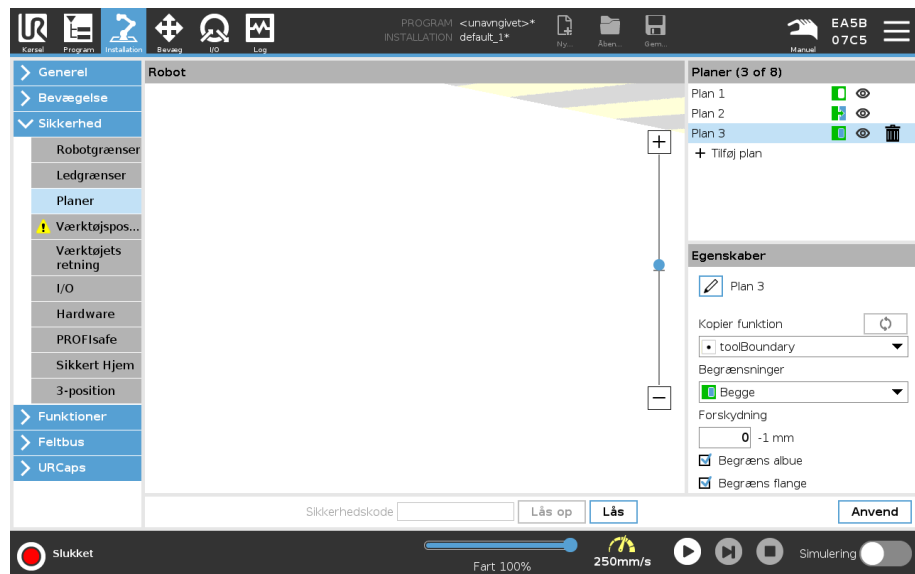 PROGRAM <unavngivet>*
INSTALLATION default_1*
Kørsel
Program
Installation
Bevæg
I/O
Log
Ny...
Åben...
Gem...
Manuel
EA5B
07C5
Generel
Bevægelse
Sikkerhed
Robotgrænser
Ledgrænser
Planer
Værktøjspos...
Værktøjets
retning
I/O
Hardware
PROFIsafe
Sikkert Hjem
3-position
Funktioner
Feltbus
URCaps
Robot
Planer (3 of 8)
Plan 1
Plan 2
Plan 3
Tilføj plan
Egenskaber
Plan 3
Kopier funktion
toolBoundary
Begrænsninger
Begge
Forskydning
0 -1 mm
Begræns albue
Begræns flange
Sikkerhedskode
Lås op
Lås
Anvend
Slukket
Fart 100%
250mm/s
Simulering